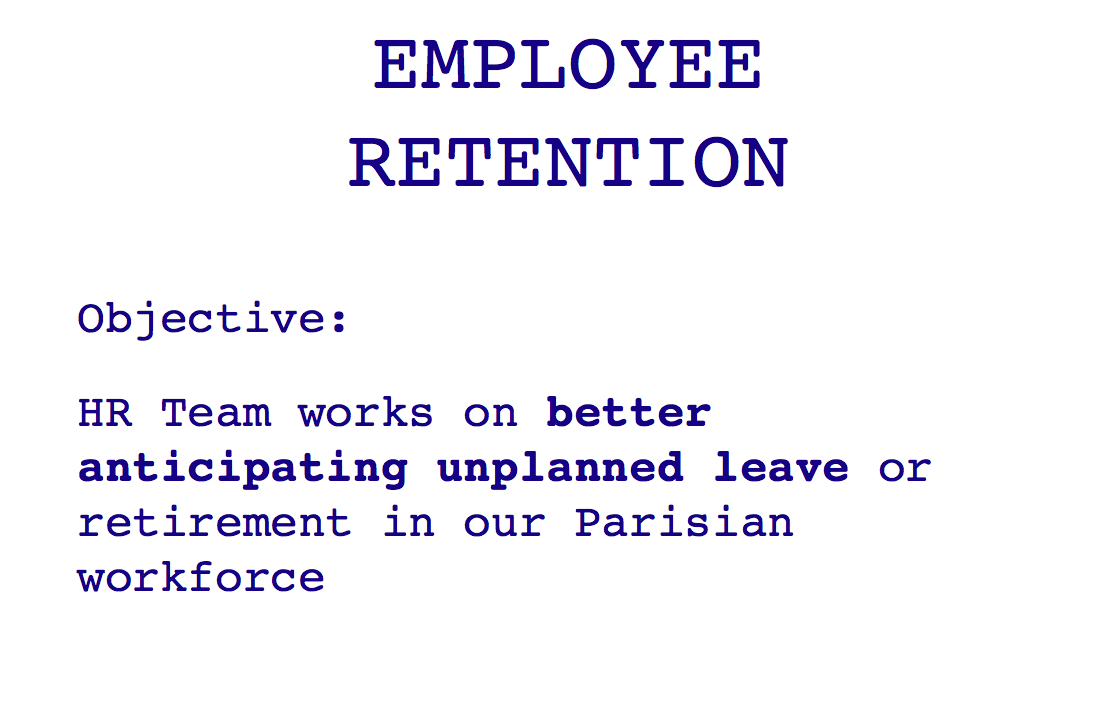 EMPLOYEE
RETENTION
Objective:
HR Team works on better
anticipating unplanned leave or
retirement in our Parisian
workforce